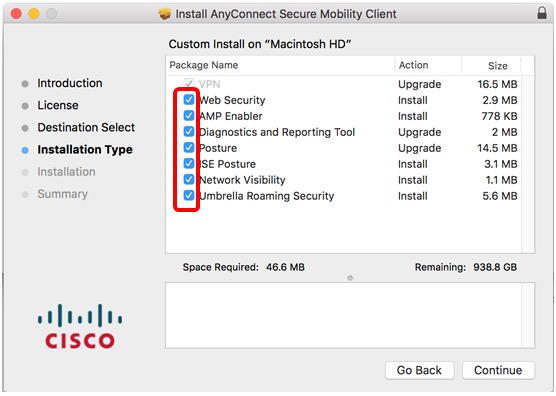 Install AnyConnect Secure Mobility Client
Custom Install on “Macintosh HD”
Package Name Action Size
VPN Upgrade 16.5 MB
Web Security Install 2.9 MB
AMP Enabler Install 778 KB
Diagnostics and Reporting Tool Upgrade 2 MB
Posture Upgrade 14.5 MB
ISE Posture Install 3.1 MB
Network Visibility Install 1.1 MB
Umbrella Roaming Security Install 5.6 MB
Space Required: 46.6 MB Remaining: 938.8 GB
Introduction
License
Destination Select
Installation Type
Installation
Summary
CISCO
Go Back Continue